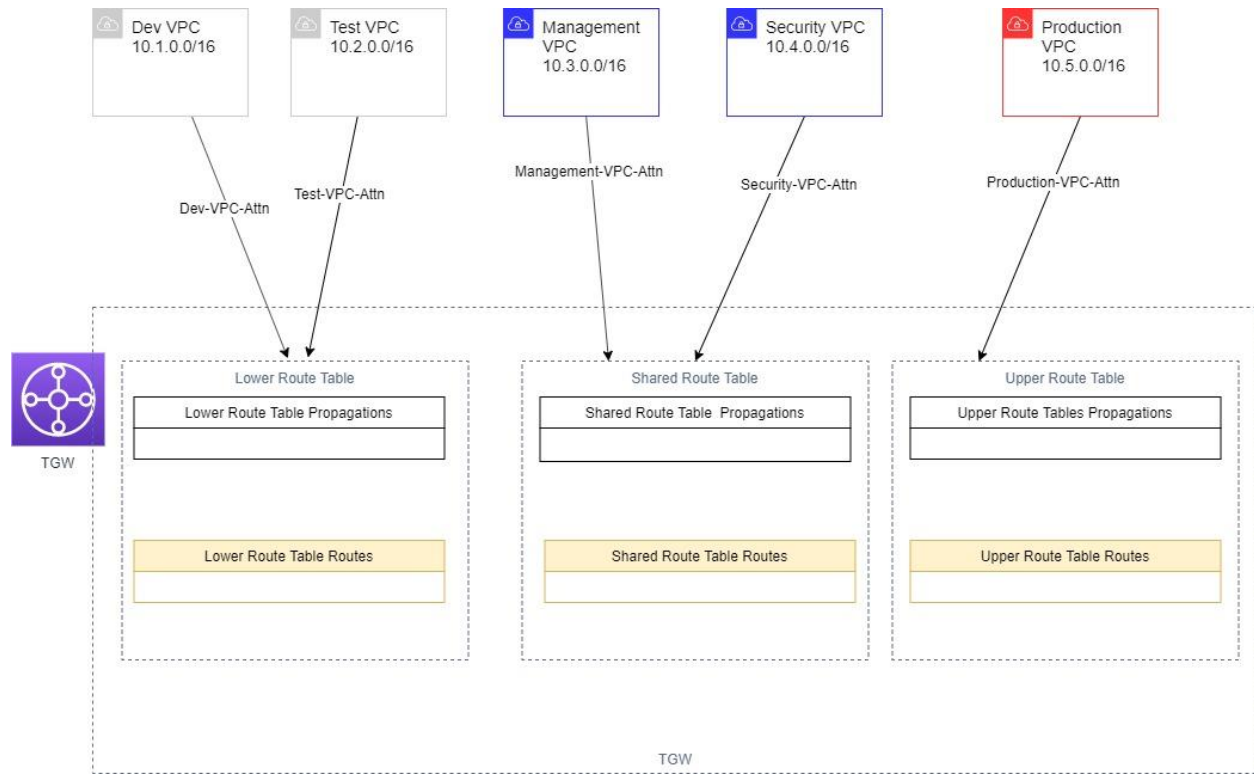 Dev VPC
10.1.0.0/16
Test VPC
10.2.0.0/16
Management
VPC
10.3.0.0/16
Security VPC
10.4.0.0/16
Production
VPC
10.5.0.0/16
Management-VPC-Attn
Security-VPC-Attn
Production-VPC-Attn
Test-VPC-Attn
Dev-VPC-Attn
TGW
Lower Route Table
Lower Route Table Propagations
Lower Route Table Routes
Shared Route Table
Shared Route Table  Propagations
Shared Route Table Routes
Upper Route Table
Upper Route Tables Propagations
Upper Route Table Routes
TGW